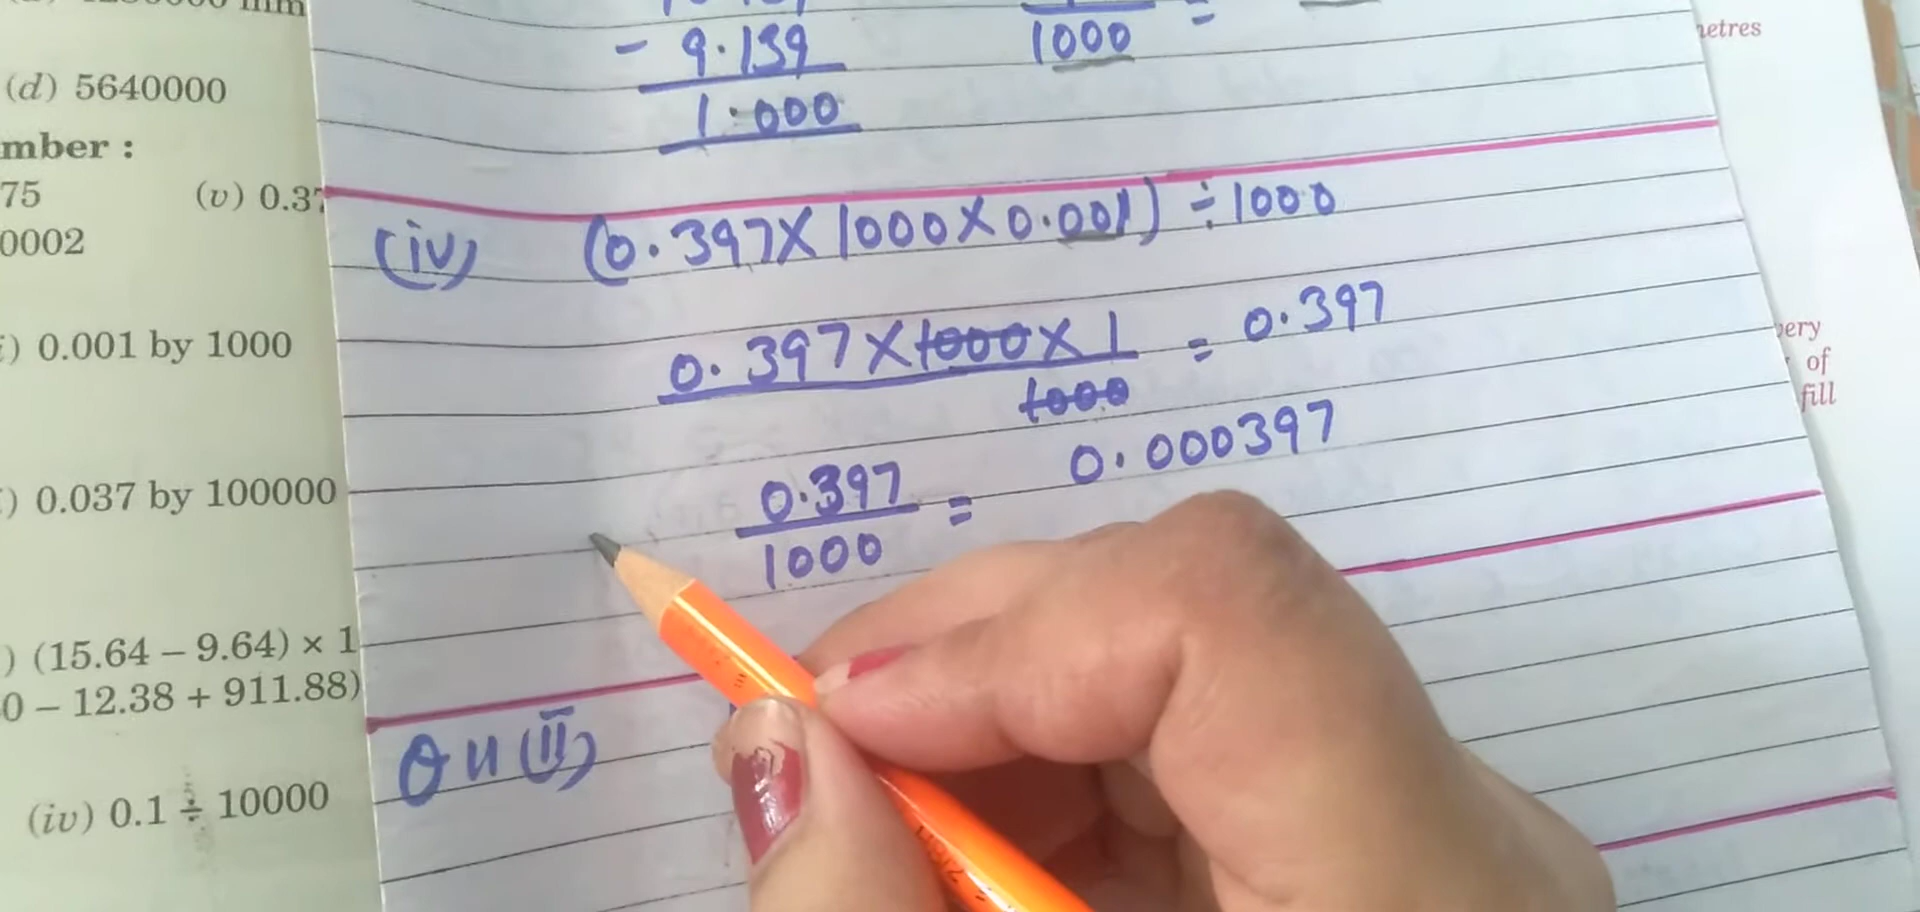 (d) 5640000
mber :
75 (v) 0.37
0002
) 0.001 by 1000
) 0.037 by 100000
) (15.64 – 9.64) × 1
0 – 12.38 + 911.88)
(iv) 0.1 ÷ 10000
- 9.139
1.000
1000 =
(iv) (0.397 × 1000 × 0.001) ÷ 1000
0.397 × 1000 × 1 = 0.397
1000
0.397 = 0.000397
1000
Q 11 (ii)
etres
ery
of
fill